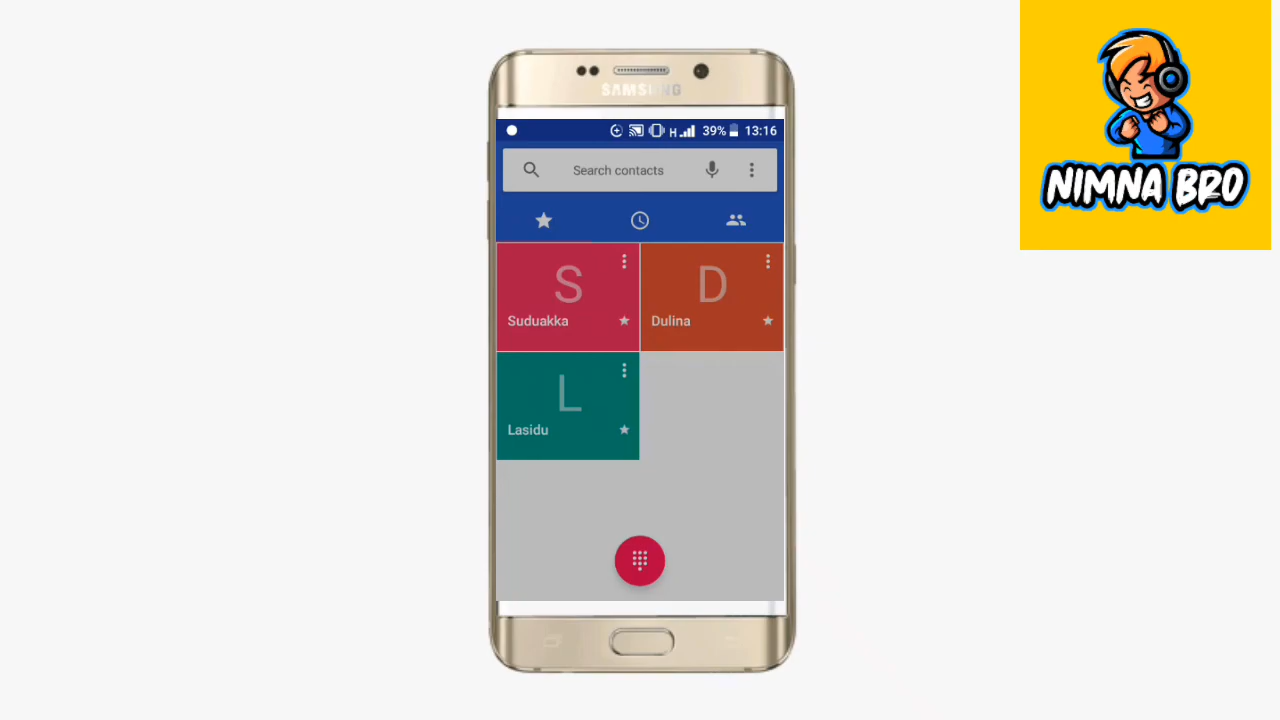 SAMSUNG
H 39% 13:16
Search contacts
S
Suduakka
D
Dulina
L
Lasidu
NIMNA BRO